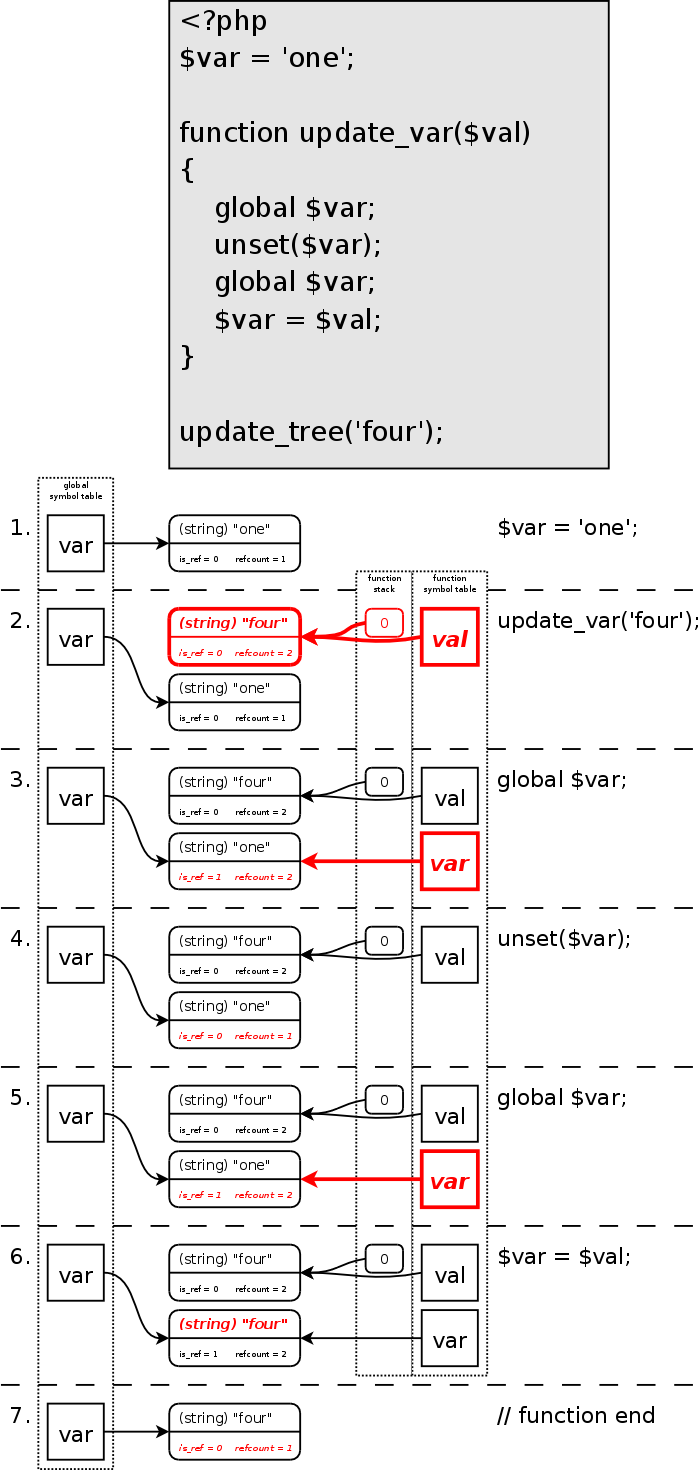 <?php
$var = 'one';
function update_var($val)
{
global $var;
unset($var);
global $var;
$var = $val;
}
update_tree('four');
global
symbol table
1.
var
(string) "one"
is_ref = 0 refcount = 1
$var = 'one';
function
stack
function
symbol table
2.
var
(string) "four"
is_ref = 0 refcount = 2
0
val
update_var('four');
(string) "one"
is_ref = 0 refcount = 1
3.
var
(string) "four"
is_ref = 0 refcount = 2
0
val
global $var;
(string) "one"
is_ref = 1 refcount = 2
var
4.
var
(string) "four"
is_ref = 0 refcount = 2
0
val
unset($var);
(string) "one"
is_ref = 0 refcount = 1
5.
var
(string) "four"
is_ref = 0 refcount = 2
0
val
global $var;
(string) "one"
is_ref = 1 refcount = 2
var
6.
var
(string) "four"
is_ref = 0 refcount = 2
0
val
$var = $val;
(string) "four"
is_ref = 1 refcount = 2
var
7.
var
(string) "four"
is_ref = 0 refcount = 1
// function end